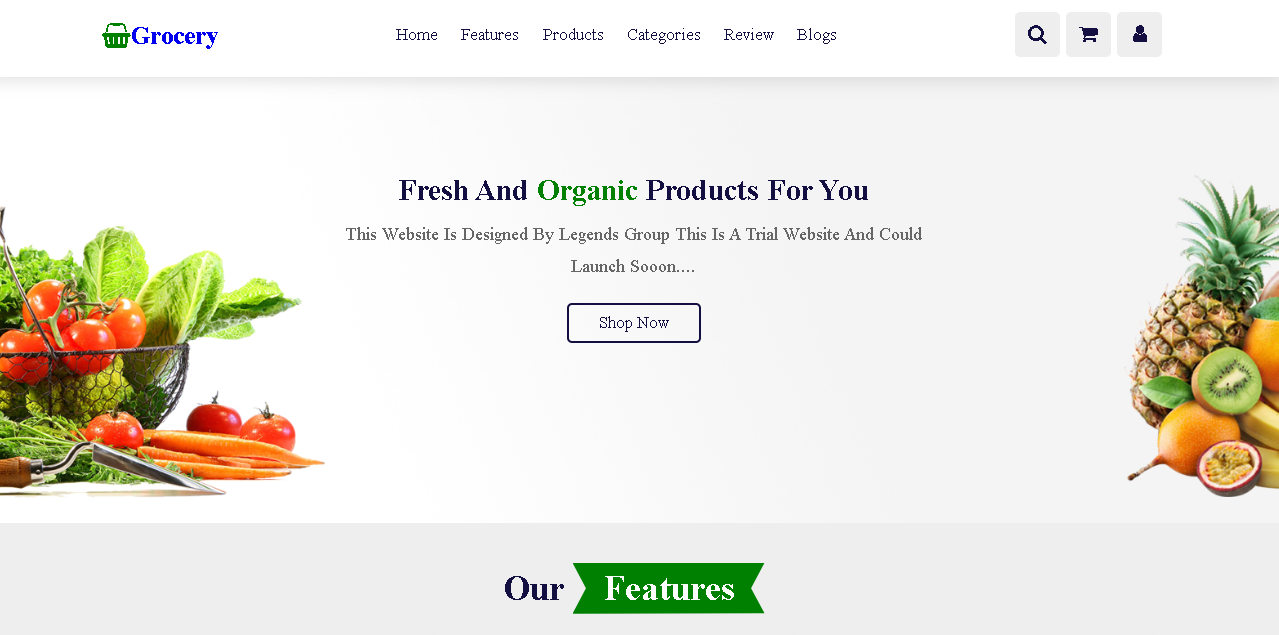 Grocery
Home Features Products Categories Review Blogs
Fresh And Organic Products For You
This Website Is Designed By Legends Group This Is A Trial Website And Could
Launch Sooon....
Shop Now
Our Features